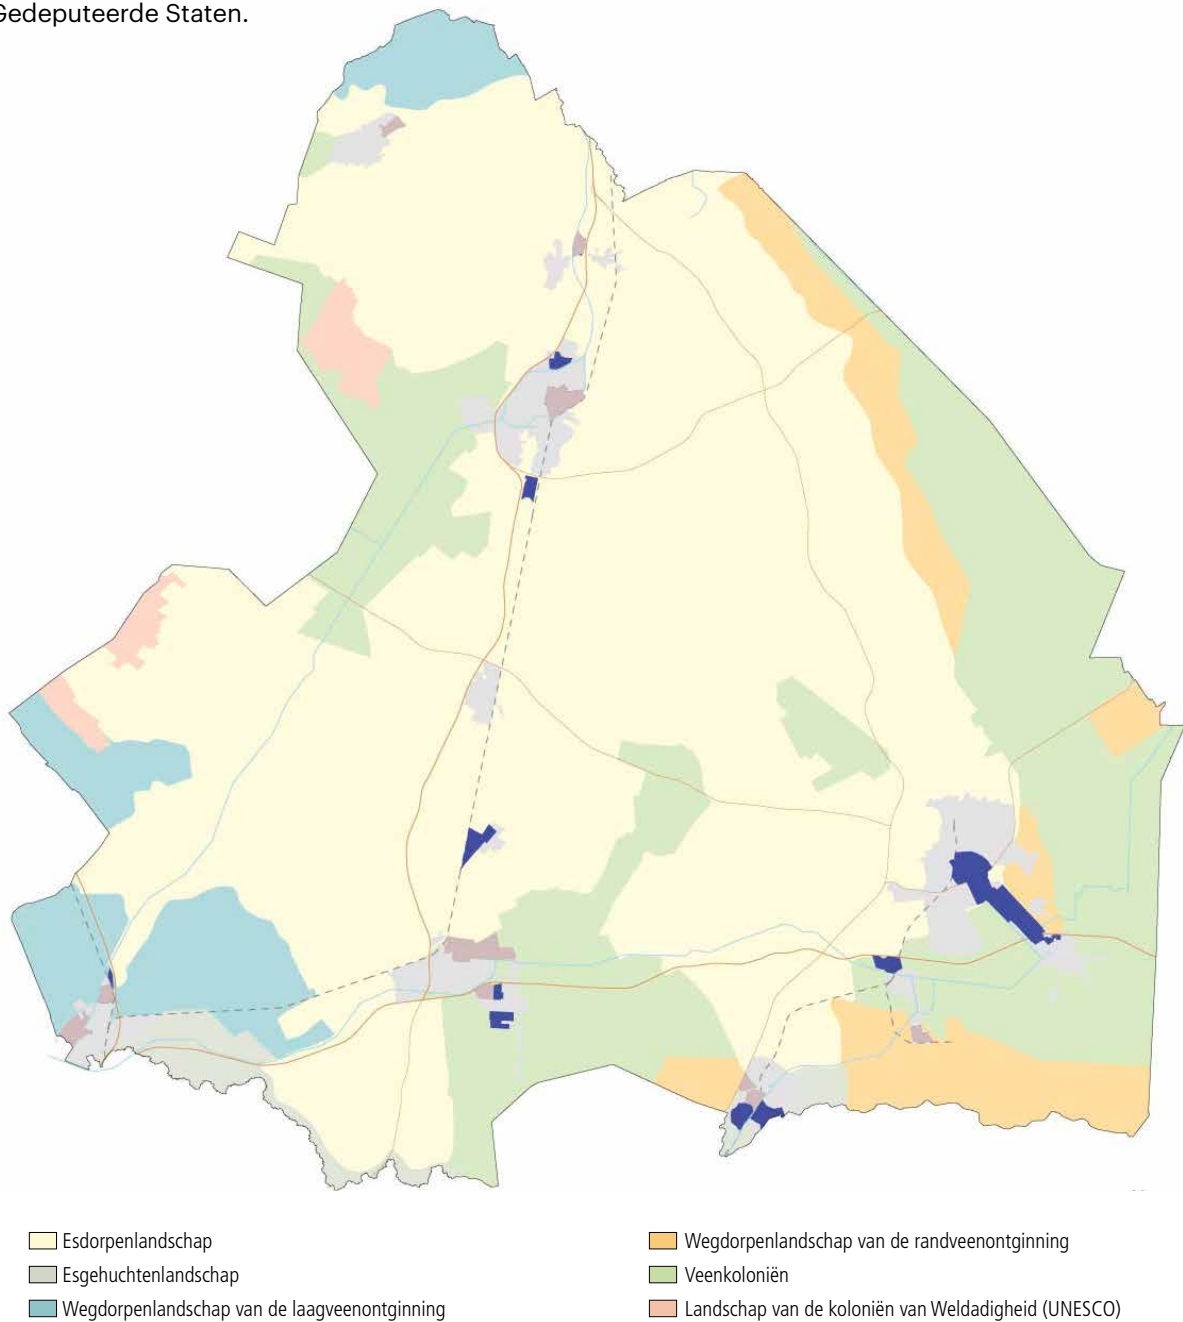 Gedeputeerde Staten.
Esdorpenlandschap
Esgehuchtenlandschap
Wegdorpenlandschap van de laagveenontginning
Wegdorpenlandschap van de randveenontginning
Veenkoloniën
Landschap van de koloniën van Weldadigheid (UNESCO)